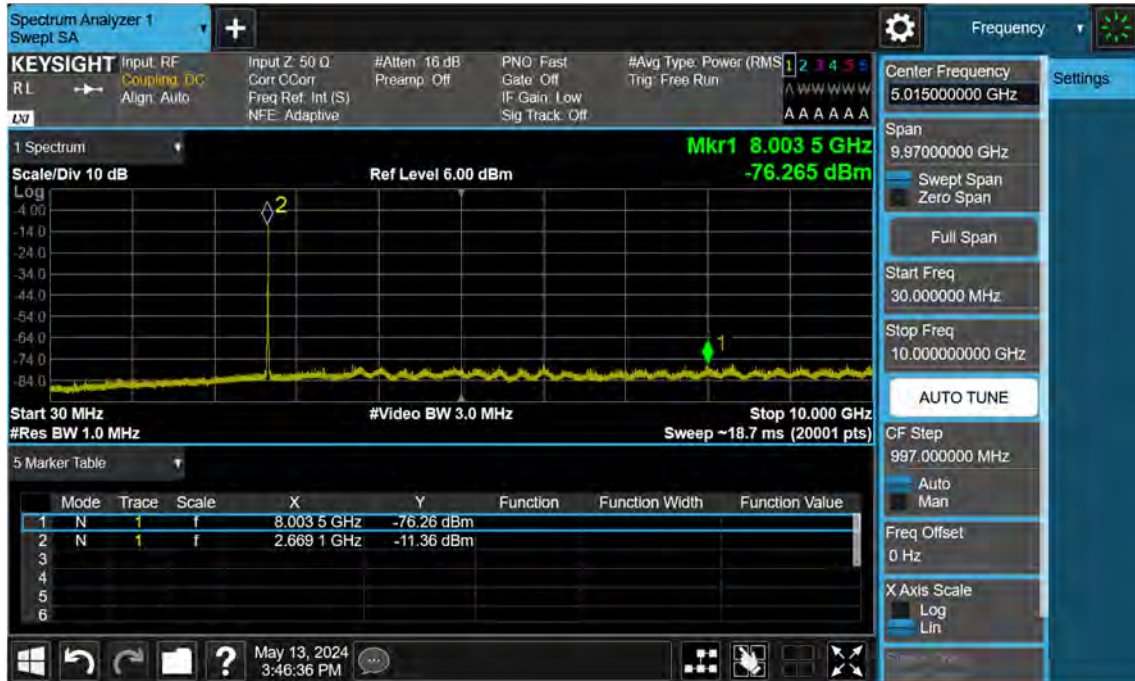 Spectrum Analyzer 1
Swept SA
Frequency
KEYSIGHT
RL
LXI
Input: RF
Coupling: DC
Align: Auto
Input Z: 50 Ω
Corr CCorr
Freq Ref: Int (S)
NFE: Adaptive
#Atten: 16 dB
Preamp: Off
PNO: Fast
Gate: Off
IF Gain: Low
Sig Track: Off
#Avg Type: Power (RMS
Trig: Free Run
1 2 3 4 5 6
A W W W W W
A A A A A A
1 Spectrum
Scale/Div 10 dB
Ref Level 6.00 dBm
Mkr1 8.003 5 GHz
-76.265 dBm
Log
-4.00
-14.0
-24.0
-34.0
-44.0
-54.0
-64.0
-74.0
-84.0
2
1
Start 30 MHz
#Video BW 3.0 MHz
Stop 10.000 GHz
#Res BW 1.0 MHz
Sweep ~18.7 ms (20001 pts)
5 Marker Table
Mode Trace Scale X Y Function Function Width Function Value
1 N 1 f 8.003 5 GHz -76.26 dBm
2 N 1 f 2.669 1 GHz -11.36 dBm
3
4
5
6
May 13, 2024
3:46:36 PM
Center Frequency
5.015000000 GHz
Settings
Span
9.97000000 GHz
Swept Span
Zero Span
Full Span
Start Freq
30.000000 MHz
Stop Freq
10.000000000 GHz
AUTO TUNE
CF Step
997.000000 MHz
Auto
Man
Freq Offset
0 Hz
X Axis Scale
Log
Lin